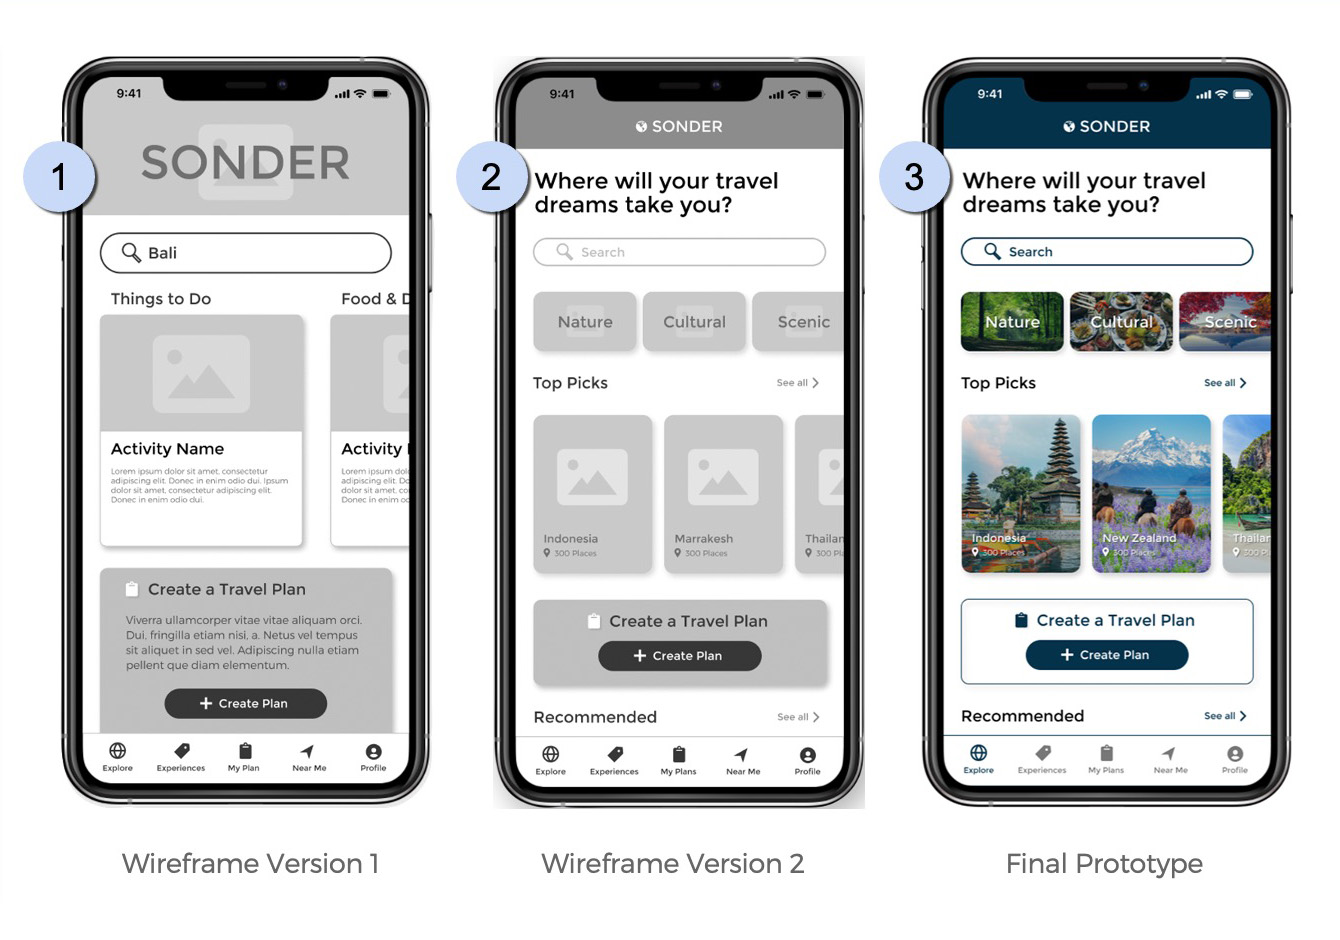 1
9:41
SONDER
Bali
Things to Do
Food & D
Activity Name
Lorem ipsum dolor sit amet, consectetur
adipiscing elit. Donec in enim odio dui. Ipsum
dolor sit amet, consectetur adipiscing elit.
Donec in enim odio dui.
Activity
Lorem ipsum dol
adipiscing elit.
dolor sit amet,
Donec in enim o
Create a Travel Plan
Viverra ullamcorper vitae vitae aliquam orci.
Dui, fringilla etiam nisi, a. Netus vel tempus
sit aliquet in sed vel. Adipiscing nulla etiam
pellent que diam elementum.
Create Plan
Explore
Experiences
My Plan
Near Me
Profile
Wireframe Version 1
2
9:41
SONDER
Where will your travel
dreams take you?
Search
Nature
Cultural
Scenic
Top Picks
See all
Indonesia
300 Places
Marrakesh
300 Places
Thailan
300 Pl
Create a Travel Plan
Create Plan
Recommended
See all
Explore
Experiences
My Plans
Near Me
Profile
Wireframe Version 2
3
9:41
SONDER
Where will your travel
dreams take you?
Search
Nature
Cultural
Scenic
Top Picks
See all
Indonesia
300 Places
New Zealand
300 Places
Thailan
300 Pl
Create a Travel Plan
Create Plan
Recommended
See all
Explore
Experiences
My Plans
Near Me
Profile
Final Prototype